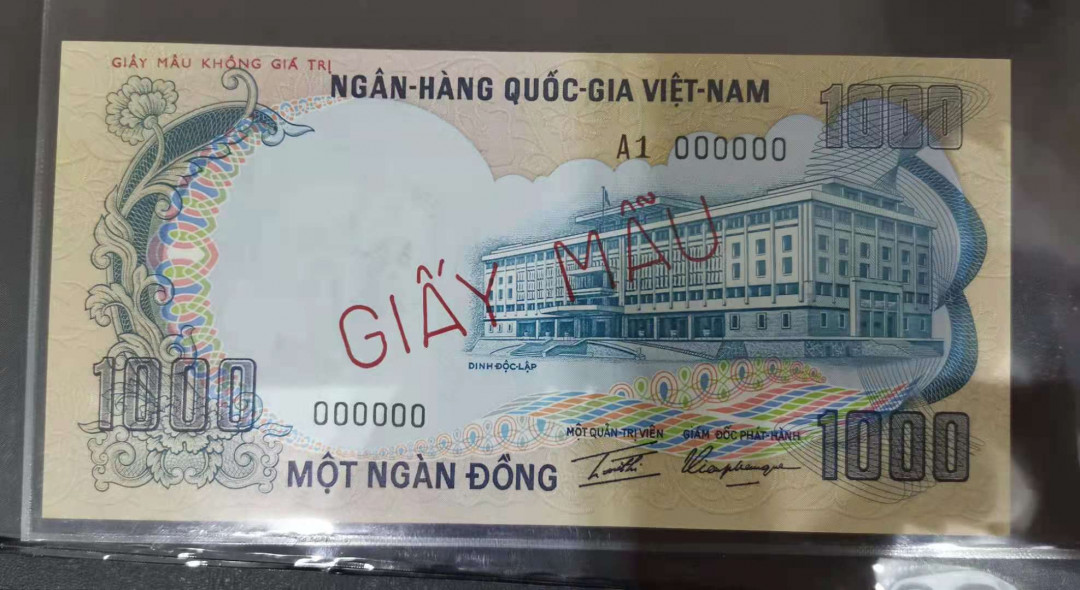 GIẤY MẪU KHÔNG GIÁ TRỊ
NGÂN-HÀNG QUỐC-GIA VIỆT-NAM
1000
A1 000000
GIẤY MẪU
DINH ĐỘC-LẬP
1000
000000
MỘT QUẢN-TRỊ VIÊN GIÁM ĐỐC PHÁT-HÀNH
1000
MỘT NGÀN ĐỒNG